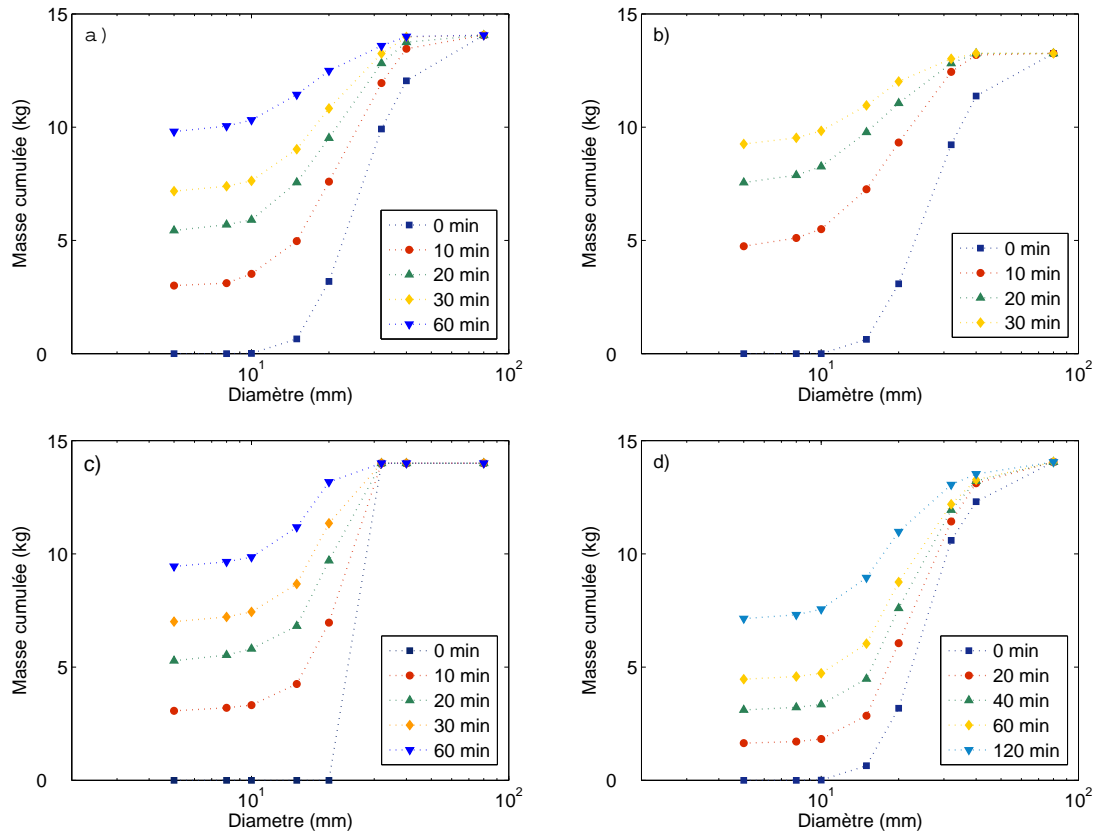 a)
Masse cumulée (kg)
15
10
5
0
10^1
10^2
Diamètre (mm)
0 min
10 min
20 min
30 min
60 min
b)
Masse cumulée (kg)
15
10
5
0
10^1
10^2
Diamètre (mm)
0 min
10 min
20 min
30 min
c)
Masse cumulée (kg)
15
10
5
0
10^1
10^2
Diametre (mm)
0 min
10 min
20 min
30 min
60 min
d)
Masse cumulée (kg)
15
10
5
0
10^1
10^2
Diamètre (mm)
0 min
20 min
40 min
60 min
120 min